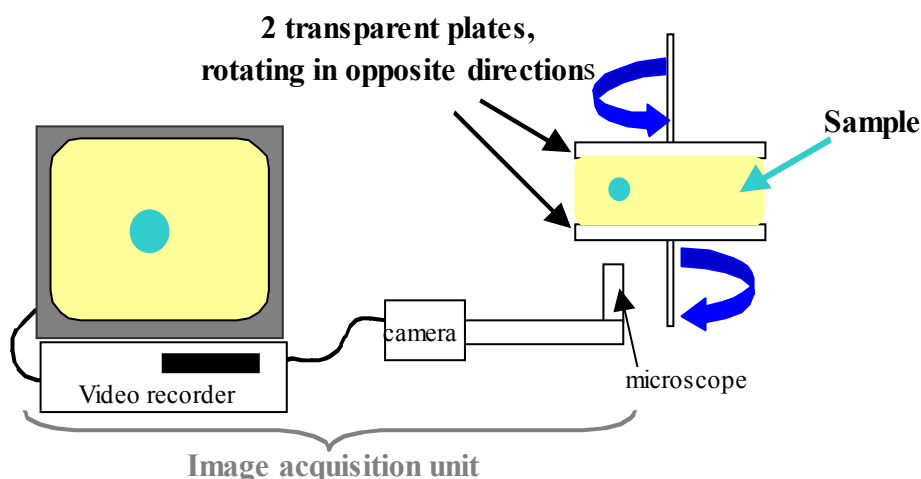 2 transparent plates,
rotating in opposite directions
Sample
camera
microscope
Video recorder
Image acquisition unit